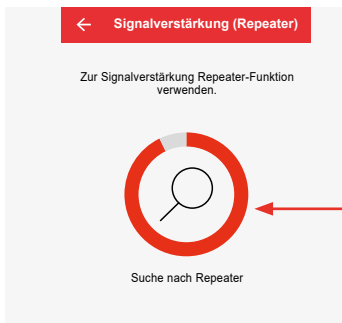 Signalverstärkung (Repeater)
Zur Signalverstärkung Repeater-Funktion
verwenden.
Suche nach Repeater